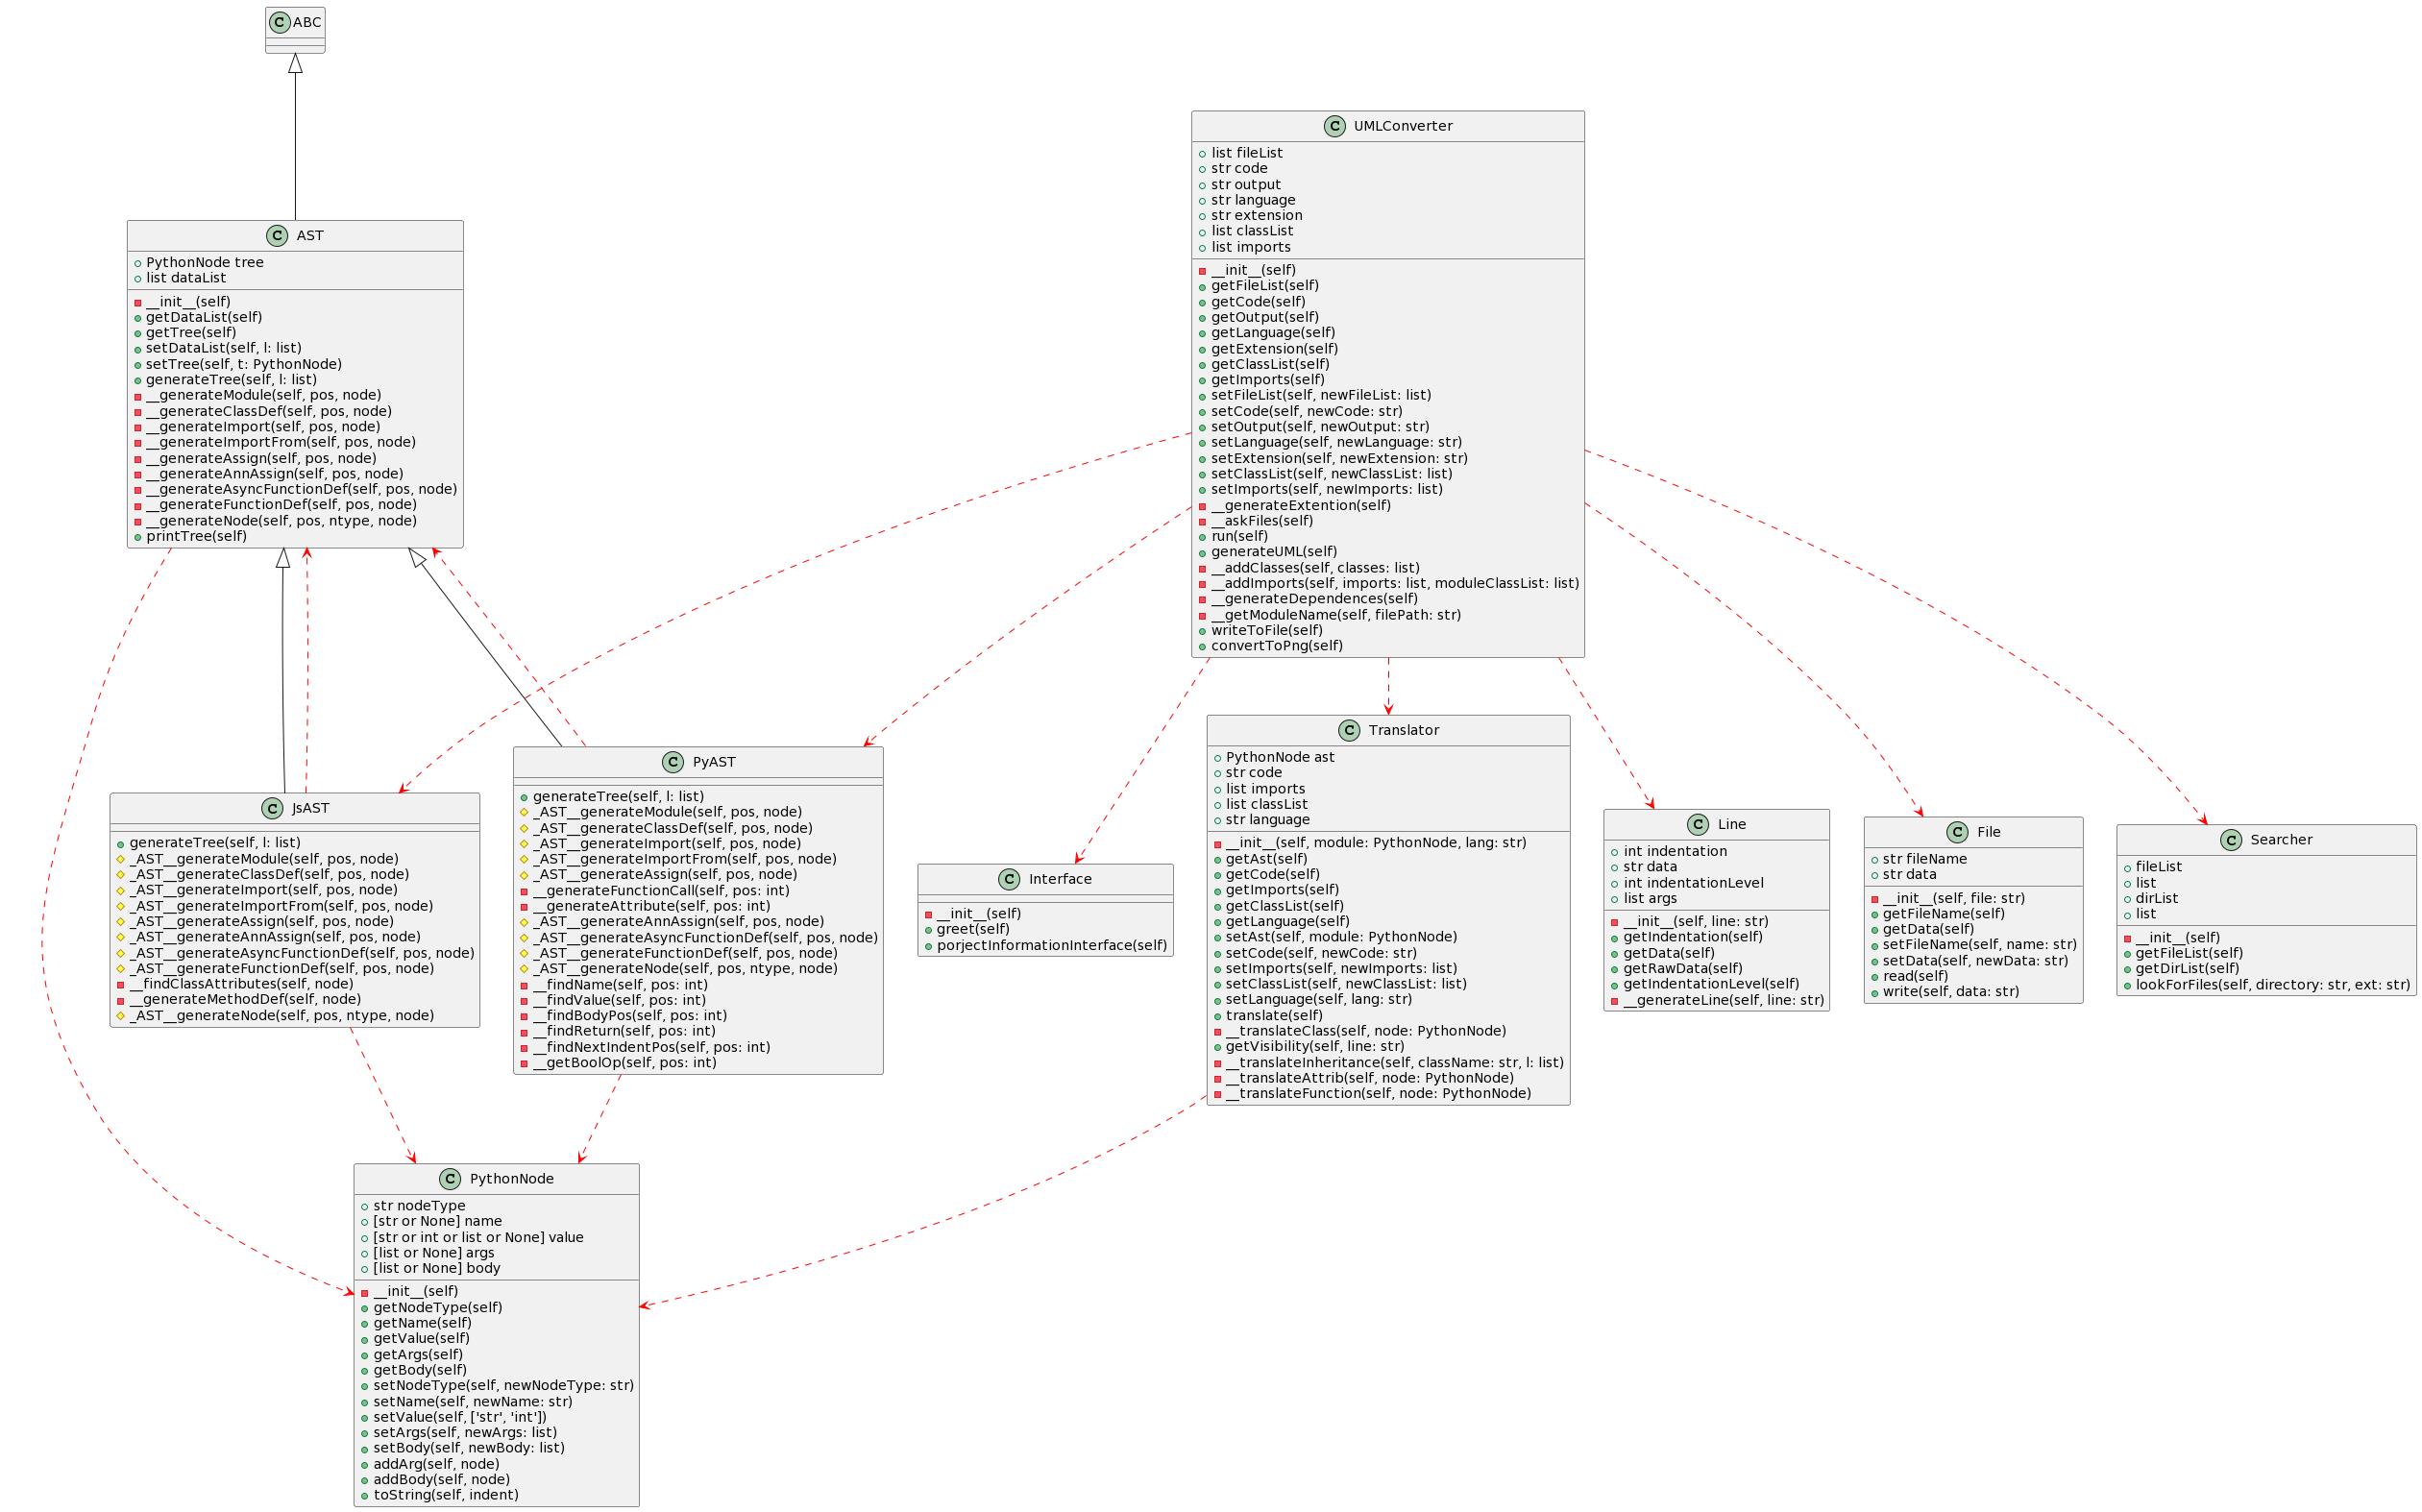 C ABC
C UMLConverter
list fileList
str code
str output
str language
str extension
list classList
list imports
__init__(self)
getFileList(self)
getCode(self)
getOutput(self)
getLanguage(self)
getExtension(self)
getClassList(self)
getImports(self)
setFileList(self, newFileList: list)
setCode(self, newCode: str)
setOutput(self, newOutput: str)
setLanguage(self, newLanguage: str)
setExtension(self, newExtension: str)
setClassList(self, newClassList: list)
setImports(self, newImports: list)
__generateExtention(self)
__askFiles(self)
run(self)
generateUML(self)
__addClasses(self, classes: list)
__addImports(self, imports: list, moduleClassList: list)
__generateDependences(self)
__getModuleName(self, filePath: str)
writeToFile(self)
convertToPng(self)
C AST
PythonNode tree
list dataList
__init__(self)
getDataList(self)
getTree(self)
setDataList(self, l: list)
setTree(self, t: PythonNode)
generateTree(self, l: list)
__generateModule(self, pos, node)
__generateClassDef(self, pos, node)
__generateImport(self, pos, node)
__generateImportFrom(self, pos, node)
__generateAssign(self, pos, node)
__generateAnnAssign(self, pos, node)
__generateAsyncFunctionDef(self, pos, node)
__generateFunctionDef(self, pos, node)
__generateNode(self, pos, ntype, node)
printTree(self)
C JsAST
generateTree(self, l: list)
_AST__generateModule(self, pos, node)
_AST__generateClassDef(self, pos, node)
_AST__generateImport(self, pos, node)
_AST__generateImportFrom(self, pos, node)
_AST__generateAssign(self, pos, node)
_AST__generateAnnAssign(self, pos, node)
_AST__generateAsyncFunctionDef(self, pos, node)
_AST__generateFunctionDef(self, pos, node)
__findClassAttributes(self, node)
__generateMethodDef(self, node)
_AST__generateNode(self, pos, ntype, node)
C PyAST
generateTree(self, l: list)
_AST__generateModule(self, pos, node)
_AST__generateClassDef(self, pos, node)
_AST__generateImport(self, pos, node)
_AST__generateImportFrom(self, pos, node)
_AST__generateAssign(self, pos, node)
__generateFunctionCall(self, pos: int)
__generateAttribute(self, pos: int)
_AST__generateAnnAssign(self, pos, node)
_AST__generateAsyncFunctionDef(self, pos, node)
_AST__generateFunctionDef(self, pos, node)
_AST__generateNode(self, pos, ntype, node)
__findName(self, pos: int)
__findValue(self, pos: int)
__findBodyPos(self, pos: int)
__findReturn(self, pos: int)
__findNextIndentPos(self, pos: int)
__getBoolOp(self, pos: int)
C Interface
__init__(self)
greet(self)
porjectInformationInterface(self)
C Translator
PythonNode ast
str code
list imports
list classList
str language
__init__(self, module: PythonNode, lang: str)
getAst(self)
getCode(self)
getImports(self)
getClassList(self)
getLanguage(self)
setAst(self, module: PythonNode)
setCode(self, newCode: str)
setImports(self, newImports: list)
setClassList(self, newClassList: list)
setLanguage(self, lang: str)
translate(self)
__translateClass(self, node: PythonNode)
getVisibility(self, line: str)
__translateInheritance(self, className: str, l: list)
__translateAttrib(self, node: PythonNode)
__translateFunction(self, node: PythonNode)
C Line
int indentation
str data
int indentationLevel
list args
__init__(self, line: str)
getIndentation(self)
getData(self)
getRawData(self)
getIndentationLevel(self)
__generateLine(self, line: str)
C File
str fileName
str data
__init__(self, file: str)
getFileName(self)
getData(self)
setFileName(self, name: str)
setData(self, newData: str)
read(self)
write(self, data: str)
C Searcher
fileList
list
dirList
list
__init__(self)
getFileList(self)
getDirList(self)
lookForFiles(self, directory: str, ext: str)
C PythonNode
str nodeType
[str or None] name
[str or int or list or None] value
[list or None] args
[list or None] body
__init__(self)
getNodeType(self)
getName(self)
getValue(self)
getArgs(self)
getBody(self)
setNodeType(self, newNodeType: str)
setName(self, newName: str)
setValue(self, ['str', 'int'])
setArgs(self, newArgs: list)
setBody(self, newBody: list)
addArg(self, node)
addBody(self, node)
toString(self, indent)